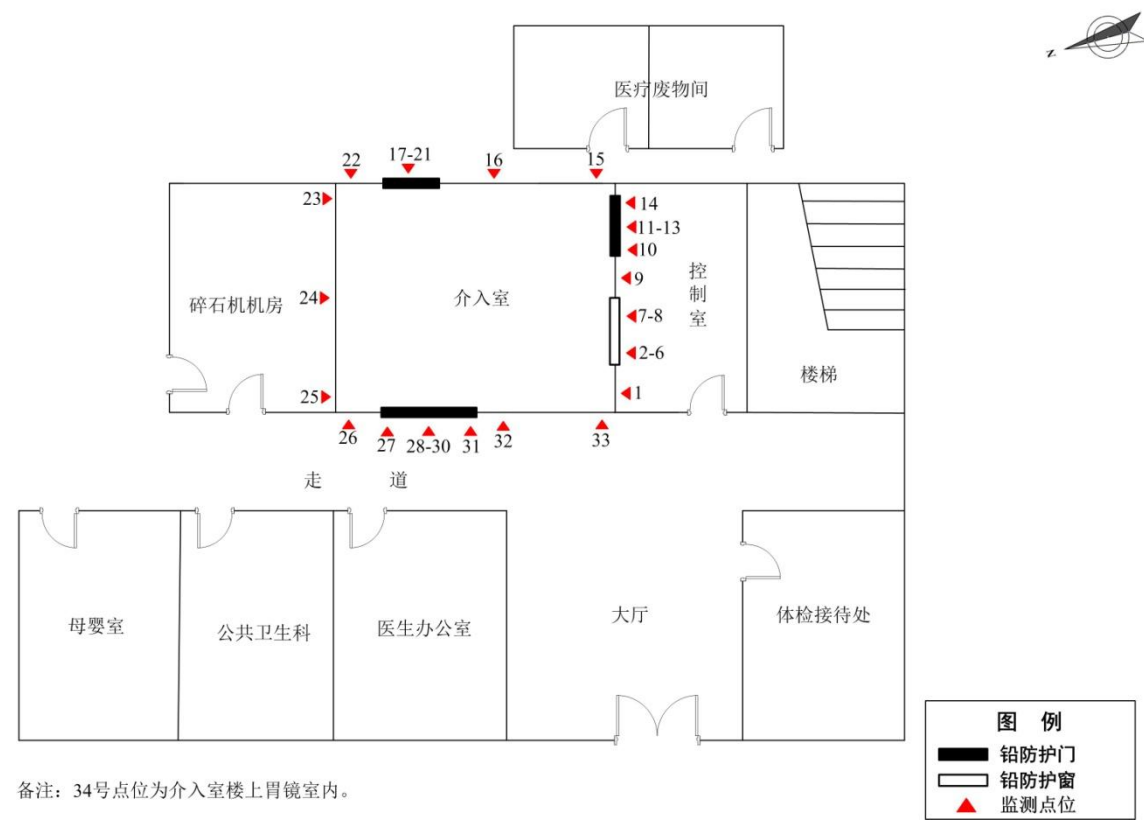 N
医疗废物间
22
17-21
16
15
23
14
11-13
10
控制室
9
碎石机机房
24
介入室
7-8
2-6
楼梯
25
1
26
27
28-30
31
32
33
走 道
母婴室
公共卫生科
医生办公室
大厅
体检接待处
图 例
铅防护门
铅防护窗
监测点位
备注：34号点位为介入室楼上胃镜室内。